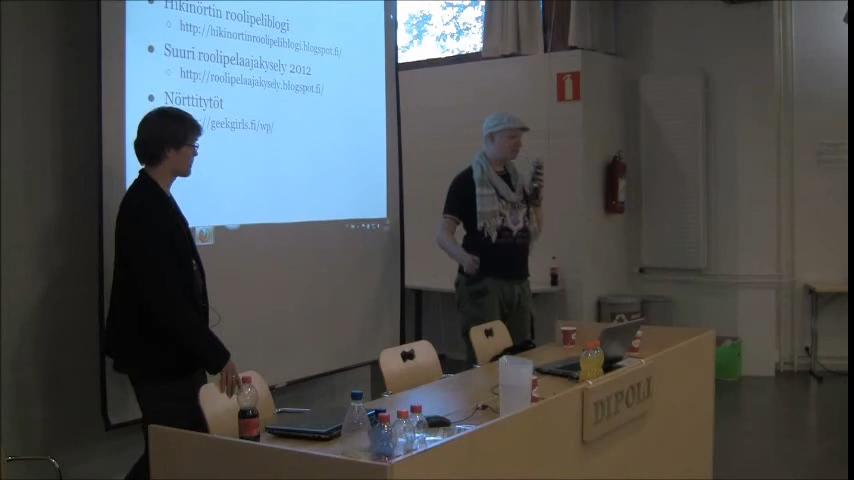 Hikinörtin roolipeliblogi
http://hikinortinroolipeliblogi.blogspot.fi/
Suuri roolipelaajakysely 2012
http://roolipelaajakysely.blogspot.fi/
Nörttitytöt
://geekgirls.fi/wp/
DIPOLI